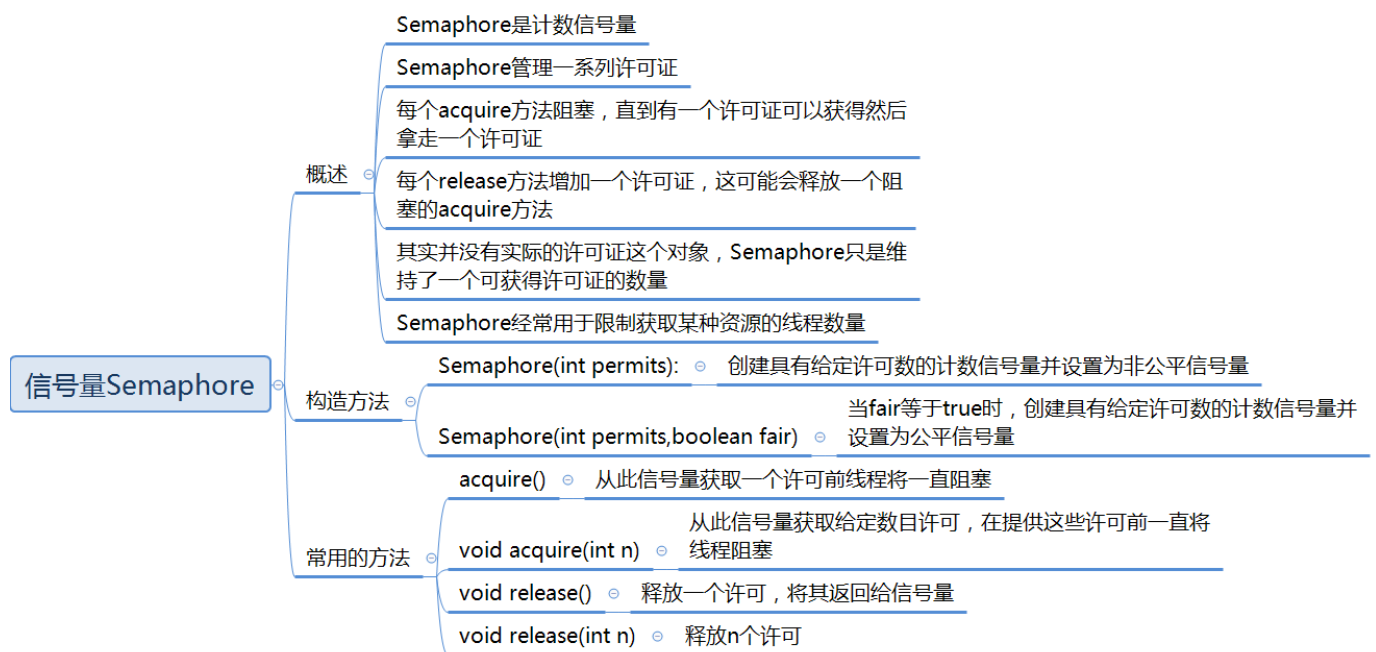 Semaphore是计数信号量
Semaphore管理一系列许可证
每个acquire方法阻塞，直到有一个许可证可以获得然后
拿走一个许可证
概述
每个release方法增加一个许可证，这可能会释放一个阻
塞的acquire方法
其实并没有实际的许可证这个对象，Semaphore只是维
持了一个可获得许可证的数量
Semaphore经常用于限制获取某种资源的线程数量
信号量Semaphore
构造方法
Semaphore(int permits):
创建具有给定许可数的计数信号量并设置为非公平信号量
Semaphore(int permits,boolean fair)
当fair等于true时，创建具有给定许可数的计数信号量并
设置为公平信号量
常用的方法
acquire()
从此信号量获取一个许可前线程将一直阻塞
void acquire(int n)
从此信号量获取给定数目许可，在提供这些许可前一直将
线程阻塞
void release()
释放一个许可，将其返回给信号量
void release(int n)
释放n个许可